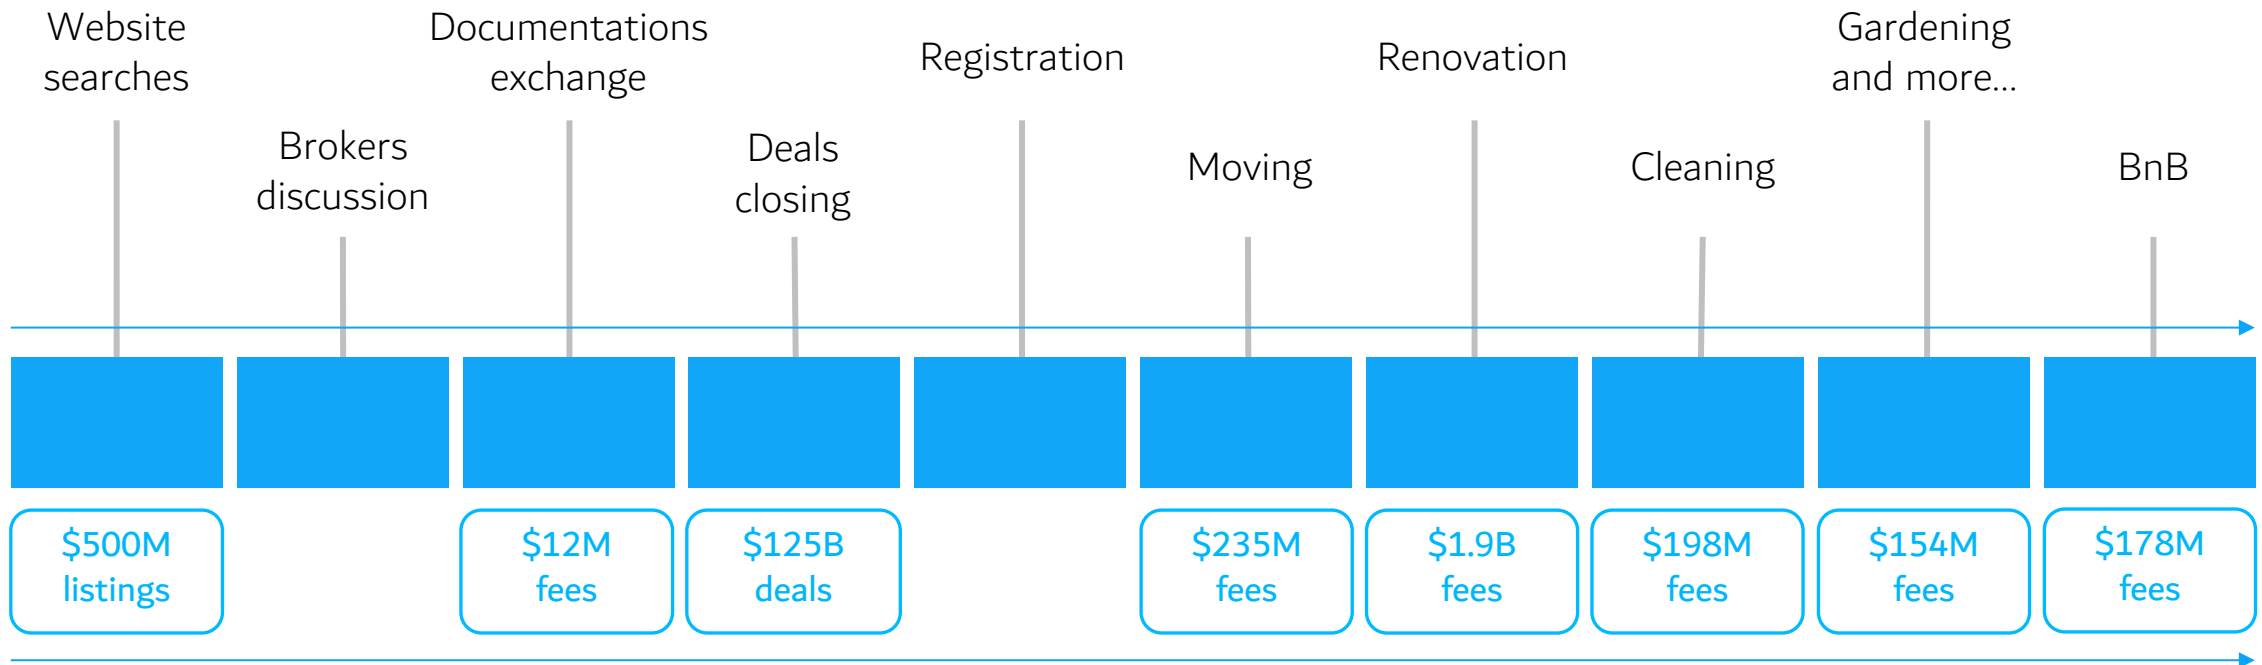 Website
searches
Brokers
discussion
Documentations
exchange
Deals
closing
Registration
Moving
Renovation
Cleaning
Gardening
and more...
BnB
$500M
listings
$12M
fees
$125B
deals
$235M
fees
$1.9B
fees
$198M
fees
$154M
fees
$178M
fees